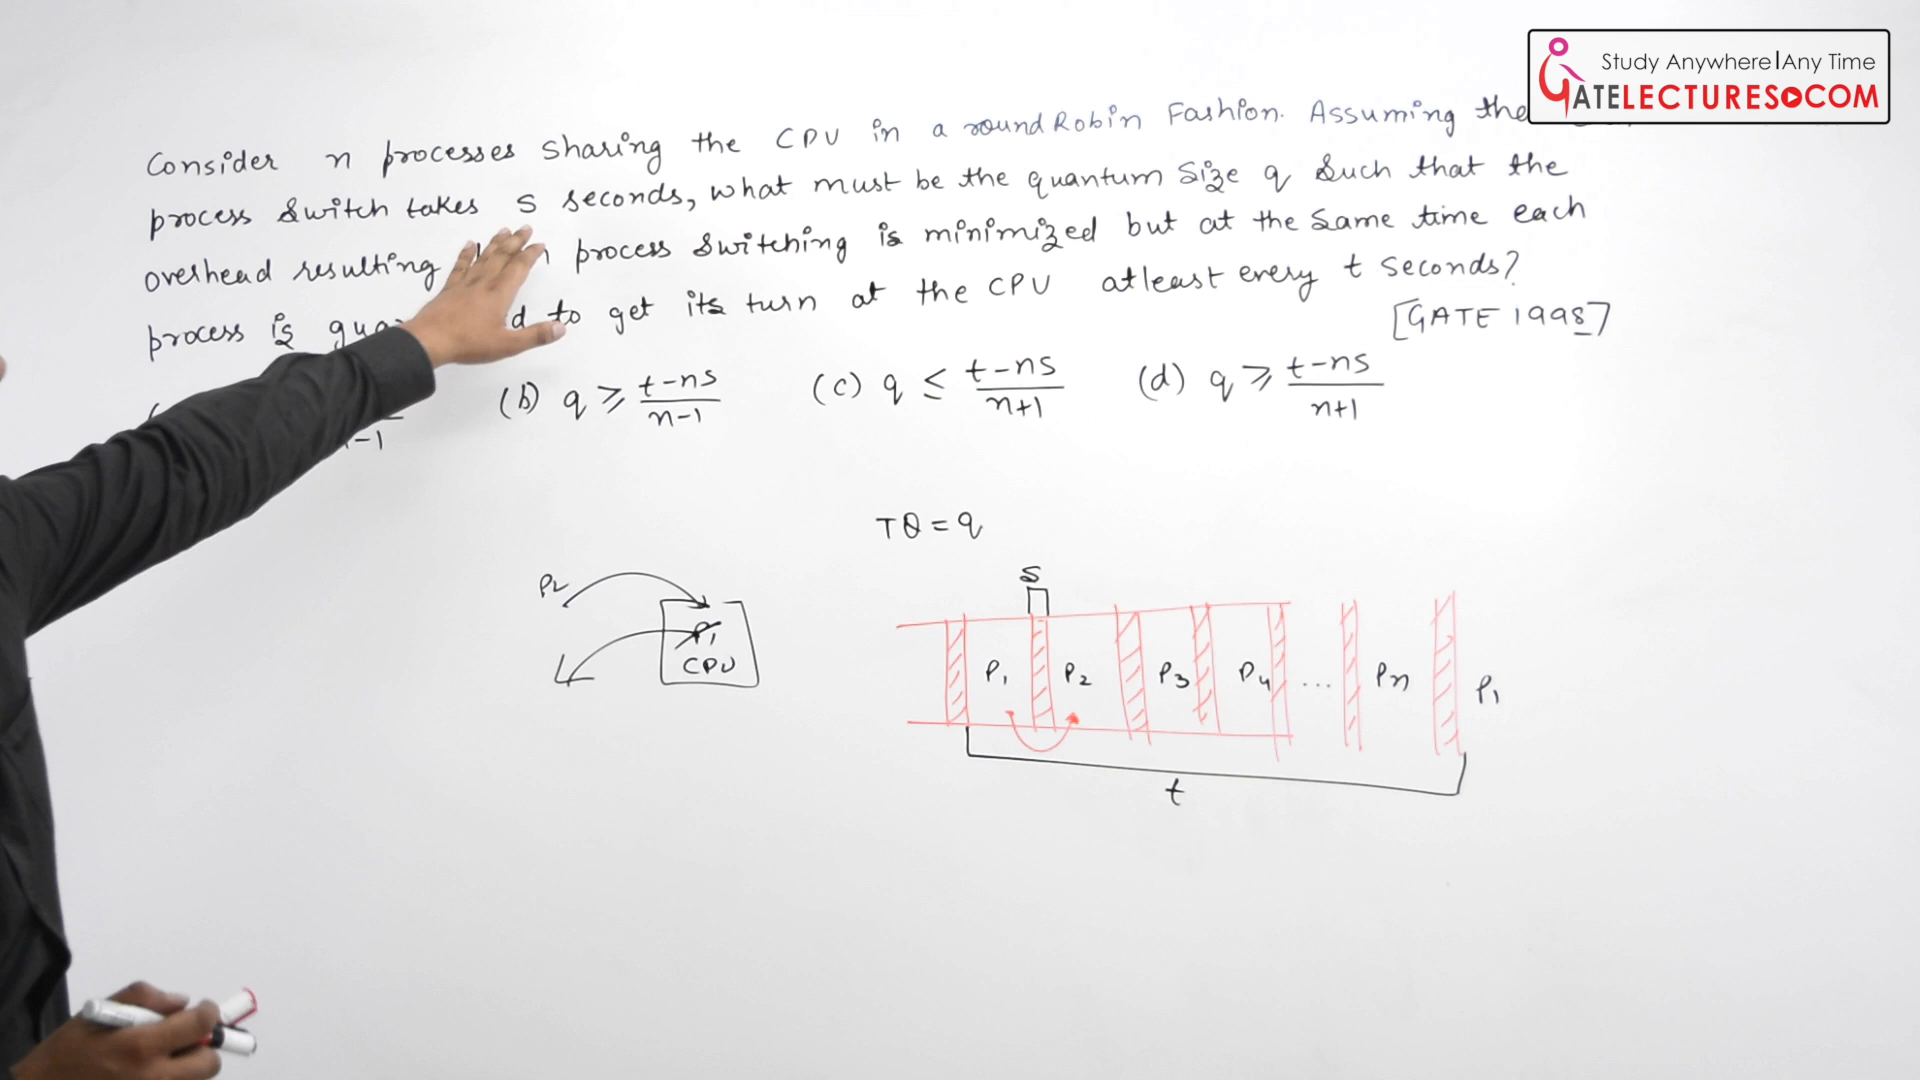 Study Anywhere|Any Time
GATELECTURES.COM
Consider n processes sharing the CPU in a round Robin Fashion. Assuming the
process switch takes s seconds, what must be the quantum size q such that the
overhead resulting process switching is minimized but at the same time each
process is to get its turn at the CPU atleast every t seconds?
[GATE 1998]
(b) q ≥ t-ns / n-1 (c) q ≤ t-ns / n+1 (d) q ≥ t-ns / n+1
-1
TQ = q
S
P2
P1
CPU
P1 P2 P3 P4 ... Pn P1
t